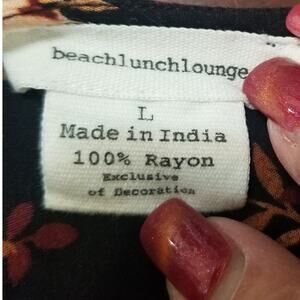 beachlunchlounge
L
Made in India
100% Rayon
Exclusive
of Decoration